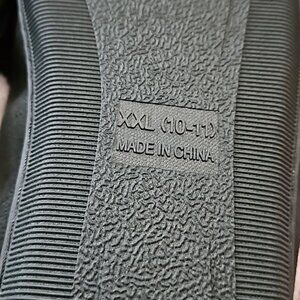 XXL (10-11)
MADE IN CHINA